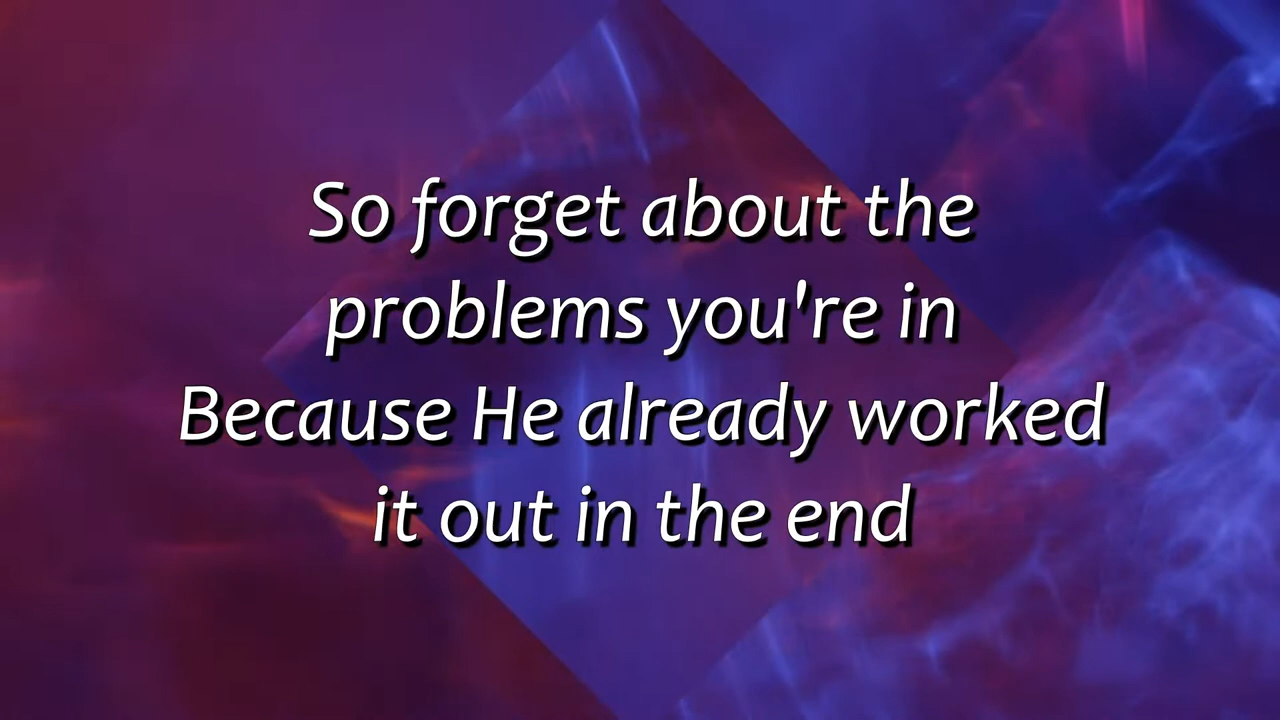 So forget about the
problems you're in
Because He already worked
it out in the end